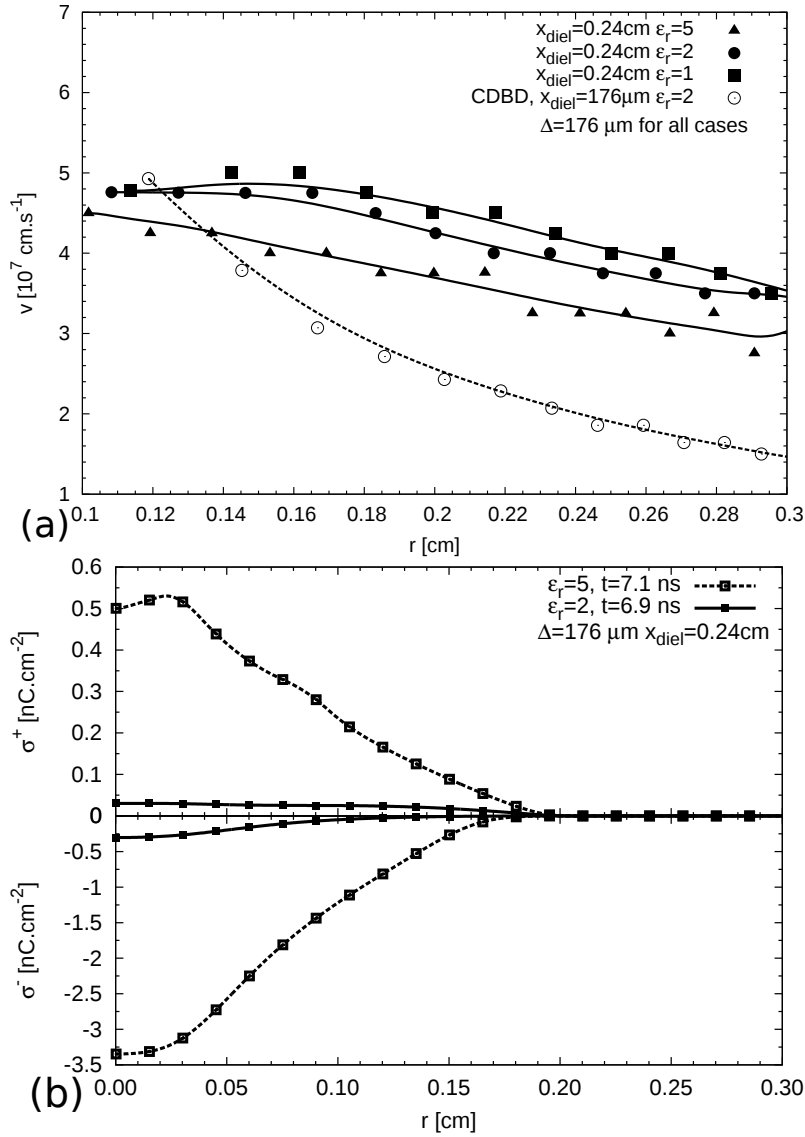 7
6
5
4
3
2
1
v [10⁷ cm.s⁻¹]
x_diel=0.24cm ε_r=5
x_diel=0.24cm ε_r=2
x_diel=0.24cm ε_r=1
CDBD, x_diel=176μm ε_r=2
Δ=176 μm for all cases
0.1 0.12 0.14 0.16 0.18 0.2 0.22 0.24 0.26 0.28 0.3
(a)
r [cm]
0.6
0.5
0.4
0.3
0.2
0.1
0
σ⁺ [nC.cm⁻²]
ε_r=5, t=7.1 ns
ε_r=2, t=6.9 ns
Δ=176 μm x_diel=0.24cm
-0.5
-1
-1.5
-2
-2.5
-3
-3.5
σ⁻ [nC.cm⁻²]
0.00 0.05 0.10 0.15 0.20 0.25 0.30
(b)
r [cm]